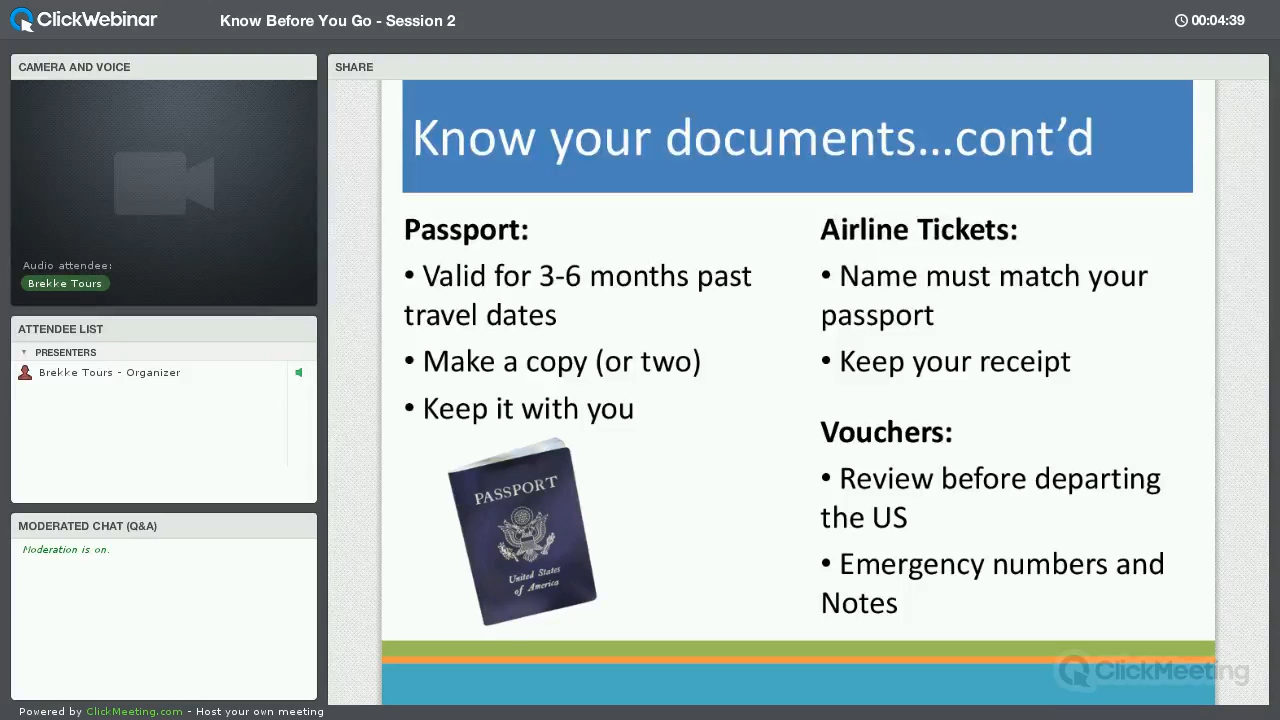 ClickWebinar
Know Before You Go - Session 2
00:04:39
CAMERA AND VOICE
Audio attendee:
Brekke Tours
ATTENDEE LIST
PRESENTERS
Brekke Tours - Organizer
MODERATED CHAT (Q&A)
Moderation is on.
SHARE
Know your documents...cont’d
Passport:
• Valid for 3-6 months past
travel dates
• Make a copy (or two)
• Keep it with you
PASSPORT
United States
of America
Airline Tickets:
• Name must match your
passport
• Keep your receipt
Vouchers:
• Review before departing
the US
• Emergency numbers and
Notes
ClickMeeting
Powered by ClickMeeting.com - Host your own meeting